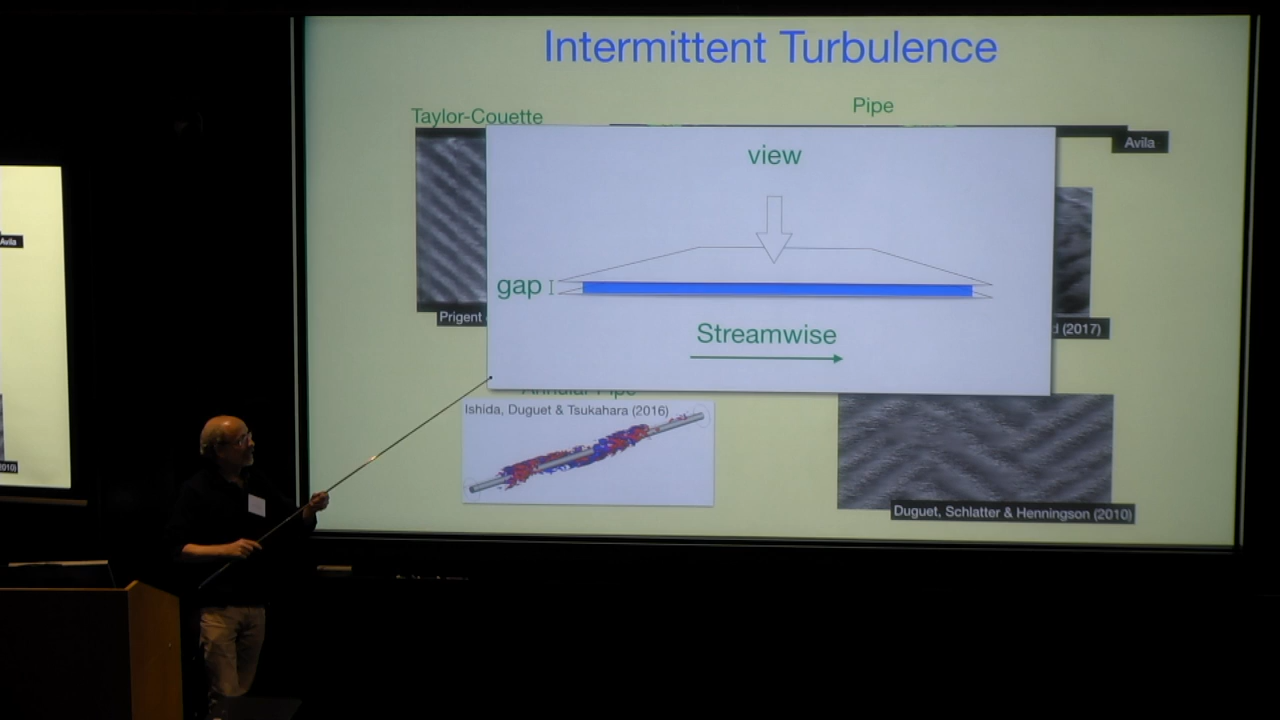 Intermittent Turbulence
Taylor-Couette
Pipe
Avila
view
gap
Streamwise
Prigent
d (2017)
Annular Pipe
Ishida, Duguet & Tsukahara (2016)
Duguet, Schlatter & Henningson (2010)
Avila
2010)